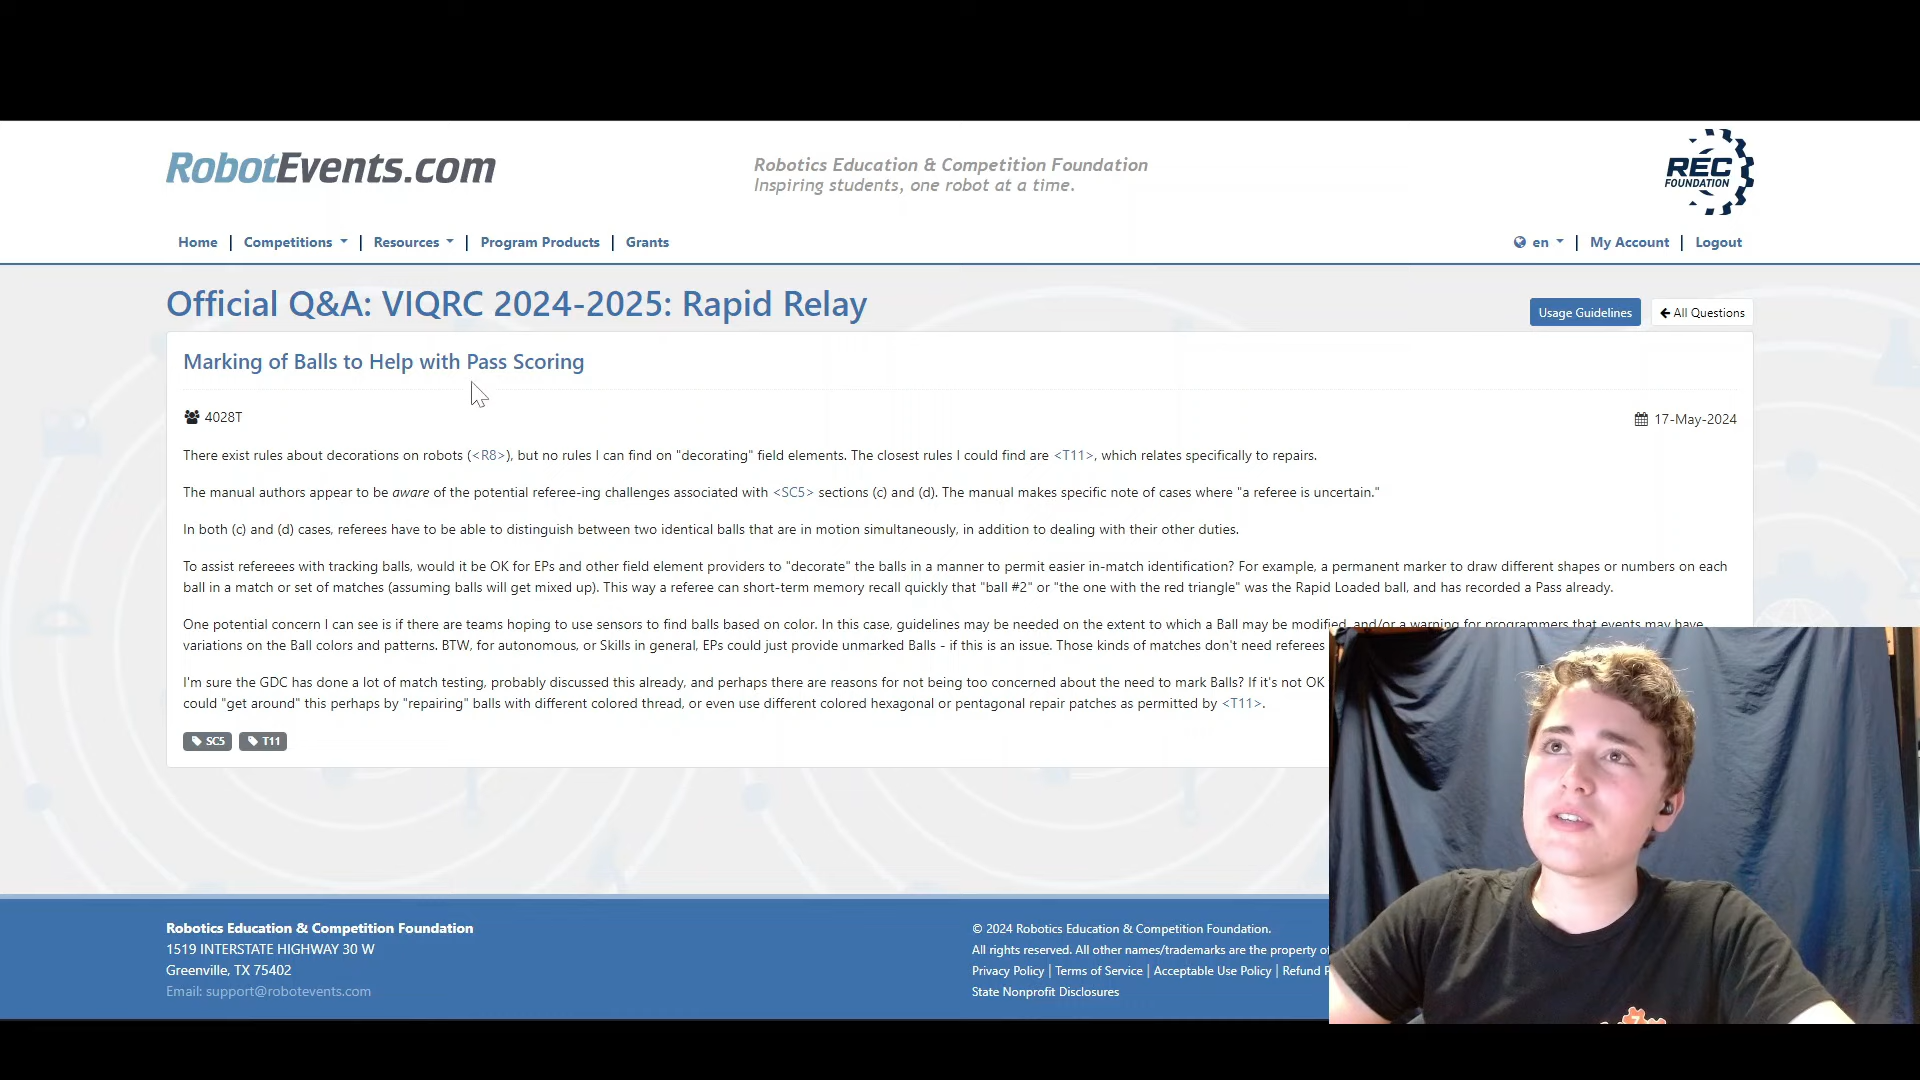 RobotEvents.com
Robotics Education & Competition Foundation
Inspiring students, one robot at a time.
REC
FOUNDATION
Home | Competitions | Resources | Program Products | Grants
en | My Account | Logout
Official Q&A: VIQRC 2024-2025: Rapid Relay
Usage Guidelines
All Questions
Marking of Balls to Help with Pass Scoring
4028T
17-May-2024
There exist rules about decorations on robots (<R8>), but no rules I can find on "decorating" field elements. The closest rules I could find are <T11>, which relates specifically to repairs.
The manual authors appear to be aware of the potential referee-ing challenges associated with <SC5> sections (c) and (d). The manual makes specific note of cases where "a referee is uncertain."
In both (c) and (d) cases, referees have to be able to distinguish between two identical balls that are in motion simultaneously, in addition to dealing with their other duties.
To assist refereees with tracking balls, would it be OK for EPs and other field element providers to "decorate" the balls in a manner to permit easier in-match identification? For example, a permanent marker to draw different shapes or numbers on each
ball in a match or set of matches (assuming balls will get mixed up). This way a referee can short-term memory recall quickly that "ball #2" or "the one with the red triangle" was the Rapid Loaded ball, and has recorded a Pass already.
One potential concern I can see is if there are teams hoping to use sensors to find balls based on color. In this case, guidelines may be needed on the extent to which a Ball may be modified, and/or a warning for programmers that events may have
variations on the Ball colors and patterns. BTW, for autonomous, or Skills in general, EPs could just provide unmarked Balls - if this is an issue. Those kinds of matches don't need referees
I'm sure the GDC has done a lot of match testing, probably discussed this already, and perhaps there are reasons for not being too concerned about the need to mark Balls? If it's not OK
could "get around" this perhaps by "repairing" balls with different colored thread, or even use different colored hexagonal or pentagonal repair patches as permitted by <T11>.
SC5
T11
Robotics Education & Competition Foundation
1519 INTERSTATE HIGHWAY 30 W
Greenville, TX 75402
Email: support@robotevents.com
© 2024 Robotics Education & Competition Foundation.
All rights reserved. All other names/trademarks are the property of
Privacy Policy | Terms of Service | Acceptable Use Policy | Refund
State Nonprofit Disclosures
7